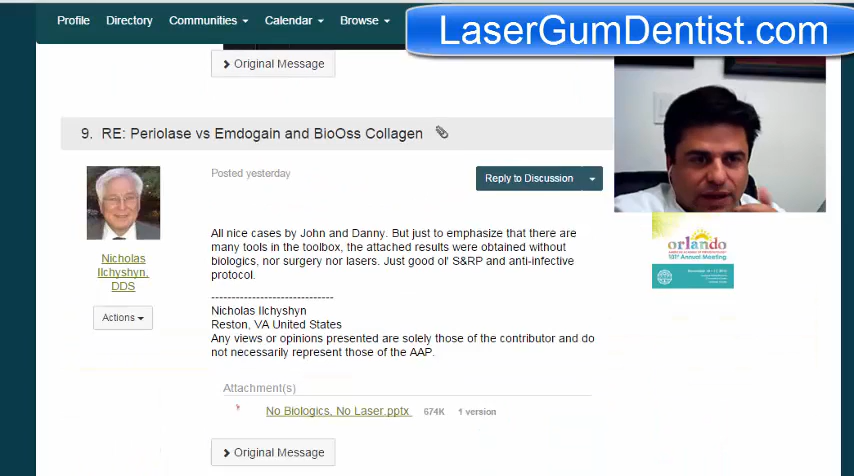 Profile Directory Communities Calendar Browse
LaserGumDentist.com
Original Message
9. RE: Periolase vs Emdogain and BioOss Collagen
Posted yesterday
Reply to Discussion
All nice cases by John and Danny. But just to emphasize that there are
many tools in the toolbox, the attached results were obtained without
biologics, nor surgery nor lasers. Just good ol' S&RP and anti-infective
protocol.
Nicholas
Ilchyshyn,
DDS
Actions
-------------------------------
Nicholas Ilchyshyn
Reston, VA United States
Any views or opinions presented are solely those of the contributor and do
not necessarily represent those of the AAP.
Attachment(s)
No Biologics, No Laser.pptx 674K 1 version
Original Message
orlando
101st Annual Meeting